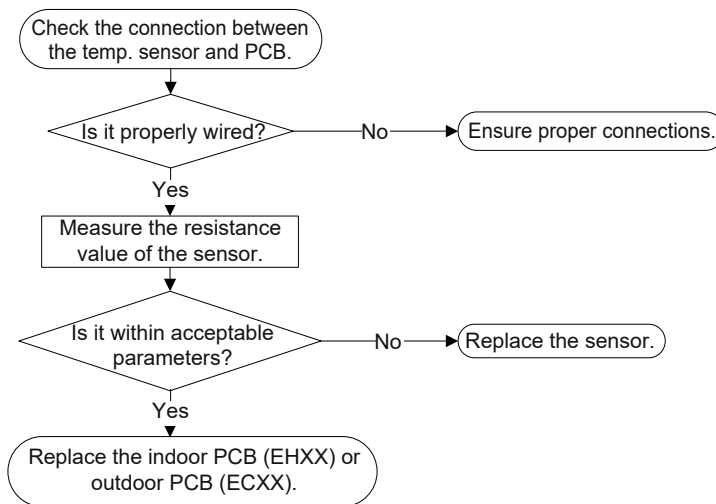 Check the connection between
the temp. sensor and PCB.
Is it properly wired?
No
Ensure proper connections.
Yes
Measure the resistance
value of the sensor.
Is it within acceptable
parameters?
No
Replace the sensor.
Yes
Replace the indoor PCB (EHXX) or
outdoor PCB (ECXX).